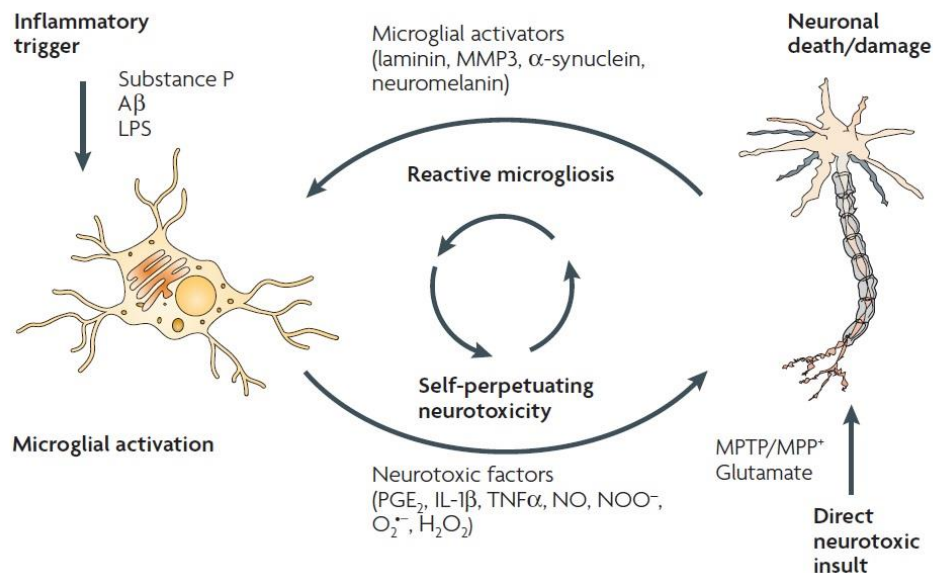 Inflammatory
trigger
Substance P
Aβ
LPS
Microglial activators
(laminin, MMP3, α-synuclein,
neuromelanin)
Neuronal
death/damage
Reactive microgliosis
Self-perpetuating
neurotoxicity
Microglial activation
Neurotoxic factors
(PGE₂, IL-1β, TNFα, NO, NOO⁻,
O₂•⁻, H₂O₂)
MPTP/MPP⁺
Glutamate
Direct
neurotoxic
insult